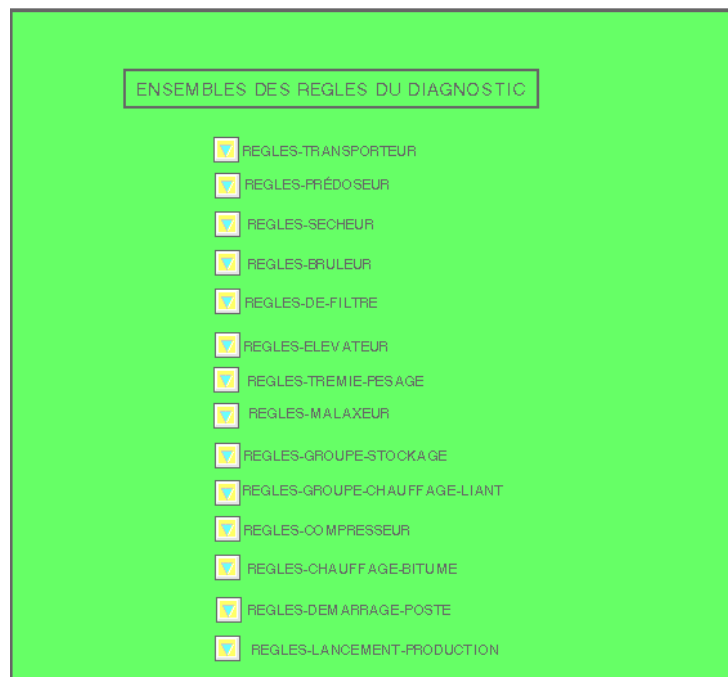 ENSEMBLES DES REGLES DU DIAGNOSTIC
REGLES-TRANSPORTEUR
REGLES-PRÉDOSEUR
REGLES-SECHEUR
REGLES-BRULEUR
REGLES-DE-FILTRE
REGLES-ELEVATEUR
REGLES-TREMIE-PESAGE
REGLES-MALAXEUR
REGLES-GROUPE-STOCKAGE
REGLES-GROUPE-CHAUFFAGE-LIANT
REGLES-COMPRESSEUR
REGLES-CHAUFFAGE-BITUME
REGLES-DEMARRAGE-POSTE
REGLES-LANCEMENT-PRODUCTION